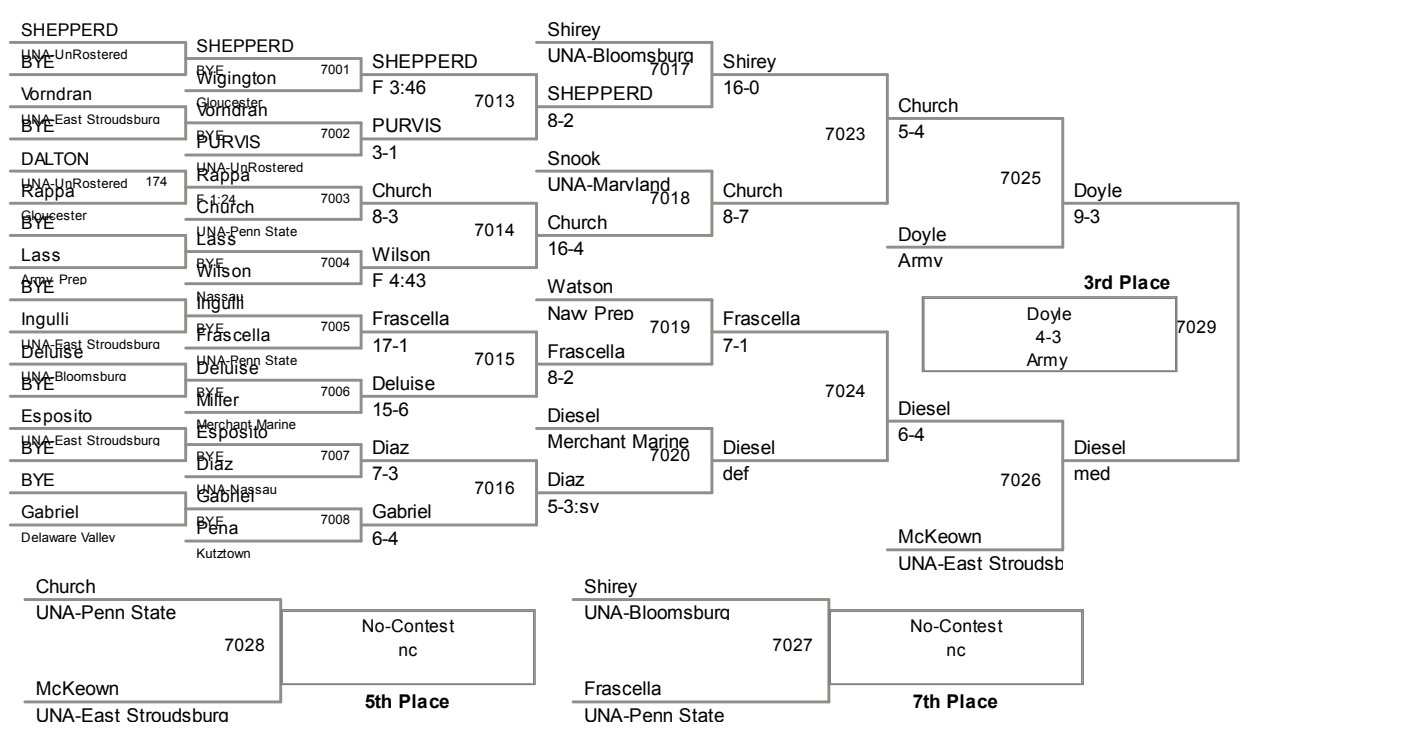 SHEPPERD
UNA-UnRostered
BYE
Vorndran
UNA-East Stroudsburg
BYE
DALTON
UNA-UnRostered
174
Rappa
Gloucester
BYE
Lass
Army Prep
BYE
Ingulli
UNA-East Stroudsburg
Deluise
UNA-Bloomsburg
BYE
Esposito
UNA-East Stroudsburg
BYE
BYE
Gabriel
Delaware Valley
SHEPPERD
BYE
7001
Wigington
Gloucester
Vorndran
BYE
7002
PURVIS
UNA-UnRostered
Rappa
F 1:24
7003
Church
UNA-Penn State
Lass
BYE
7004
Wilson
Nassau
Ingulli
BYE
7005
Frascella
UNA-Penn State
Deluise
BYE
7006
Miller
Merchant Marine
Esposito
BYE
7007
Diaz
UNA-Nassau
Gabriel
BYE
7008
Pena
Kutztown
SHEPPERD
F 3:46
7013
PURVIS
3-1
Church
8-3
7014
Wilson
F 4:43
Frascella
17-1
7015
Deluise
15-6
Diaz
7-3
7016
Gabriel
6-4
Shirey
UNA-Bloomsburg
7017
SHEPPERD
8-2
Snook
UNA-Maryland
7018
Church
16-4
Watson
Navy Prep
7019
Frascella
8-2
Diesel
Merchant Marine
7020
Diaz
5-3:sv
Shirey
16-0
7023
Church
8-7
Frascella
7-1
7024
Diesel
def
Church
5-4
7025
Doyle
Army
Diesel
6-4
7026
McKeown
UNA-East Stroudsb
Doyle
9-3
3rd Place
Doyle
4-3
Army
7029
Diesel
med
Church
UNA-Penn State
7028
McKeown
UNA-East Stroudsburg
No-Contest
nc
5th Place
Shirey
UNA-Bloomsburg
7027
Frascella
UNA-Penn State
No-Contest
nc
7th Place